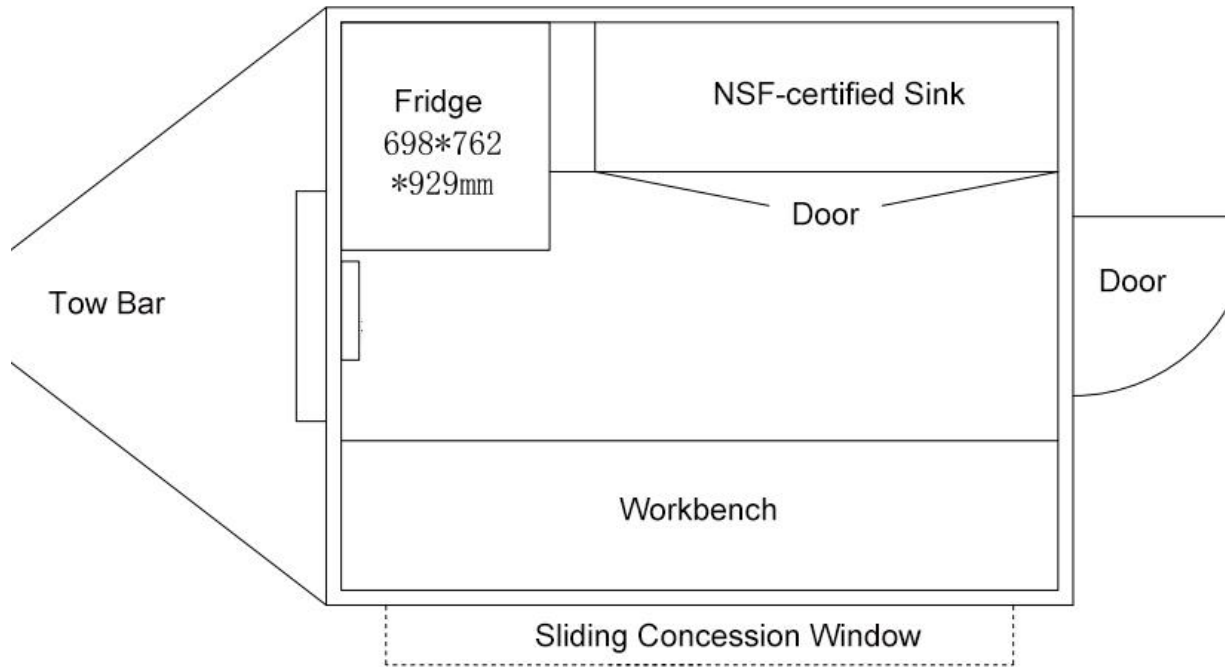 Fridge
698*762
*929mm
NSF-certified Sink
Door
Door
Tow Bar
Workbench
Sliding Concession Window